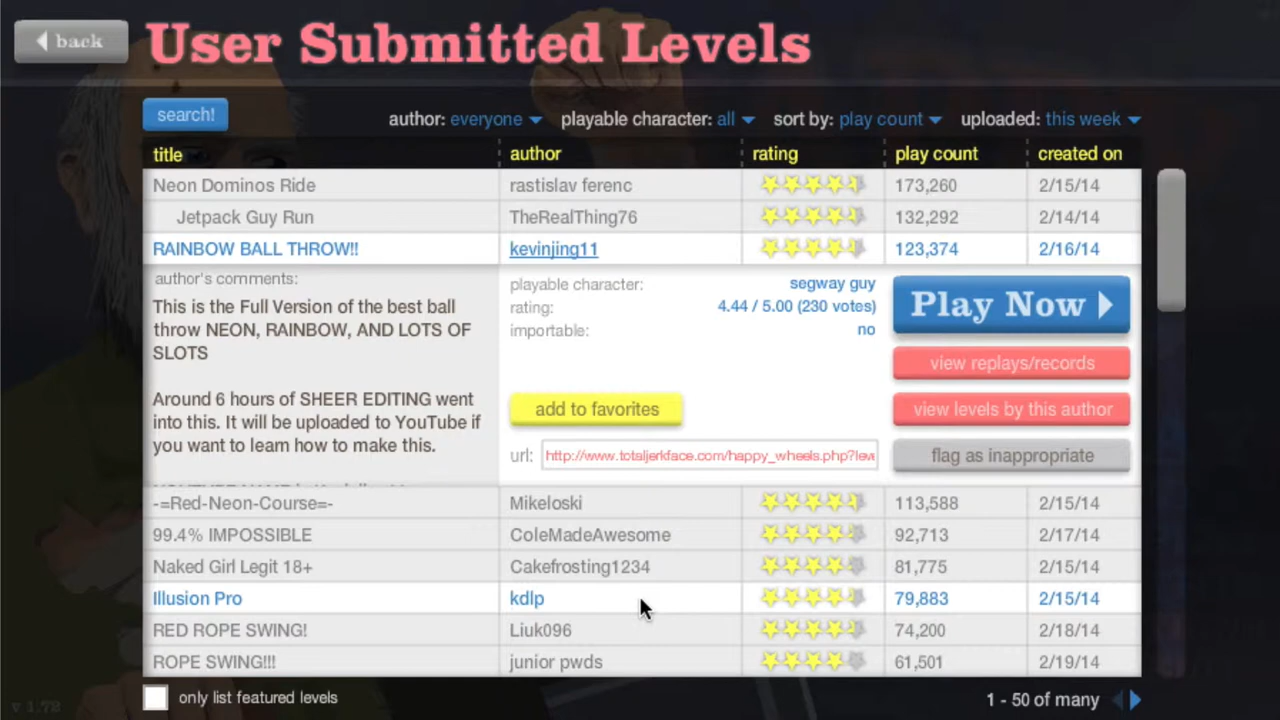 back
User Submitted Levels
search!
author: everyone playable character: all sort by: play count uploaded: this week
title author rating play count created on
Neon Dominos Ride rastislav ferenc 173,260 2/15/14
Jetpack Guy Run TheRealThing76 132,292 2/14/14
RAINBOW BALL THROW!! kevinjing11 123,374 2/16/14
author's comments:
This is the Full Version of the best ball
throw NEON, RAINBOW, AND LOTS OF
SLOTS
Around 6 hours of SHEER EDITING went
into this. It will be uploaded to YouTube if
you want to learn how to make this.
playable character: segway guy
rating: 4.44 / 5.00 (230 votes)
importable: no
add to favorites
url: http://www.totaljerkface.com/happy_wheels.php?lev
Play Now
view replays/records
view levels by this author
flag as inappropriate
-=Red-Neon-Course=- Mikeloski 113,588 2/15/14
99.4% IMPOSSIBLE ColeMadeAwesome 92,713 2/17/14
Naked Girl Legit 18+ Cakefrosting1234 81,775 2/15/14
Illusion Pro kdlp 79,883 2/15/14
RED ROPE SWING! Liuk096 74,200 2/18/14
ROPE SWING!!! junior pwds 61,501 2/19/14
only list featured levels
1 - 50 of many